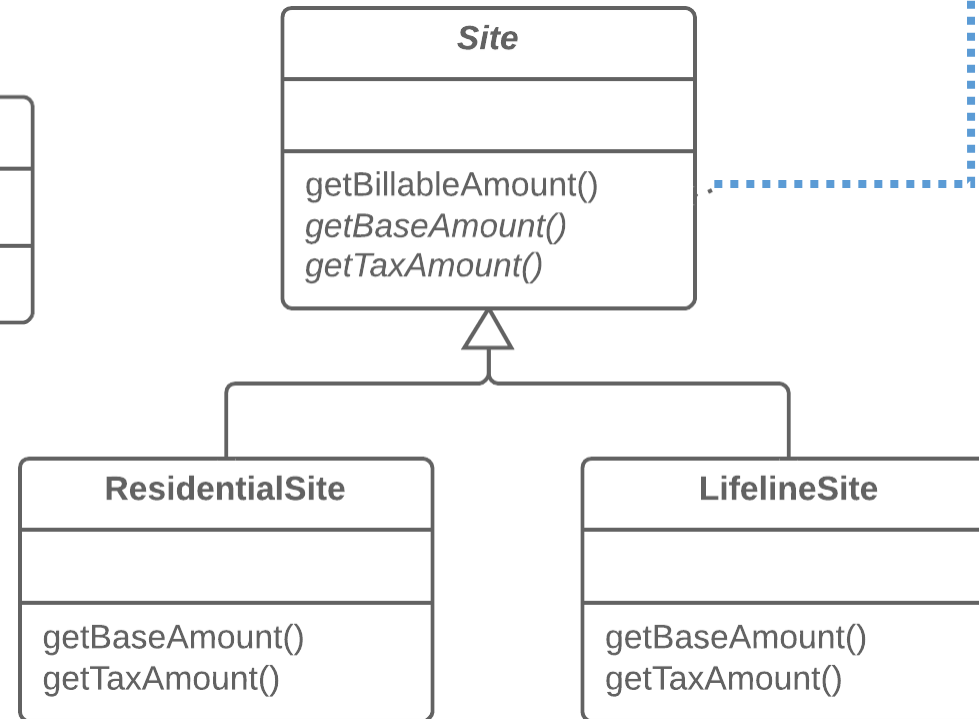 Site
getBillableAmount()
getBaseAmount()
getTaxAmount()
ResidentialSite
getBaseAmount()
getTaxAmount()
LifelineSite
getBaseAmount()
getTaxAmount()